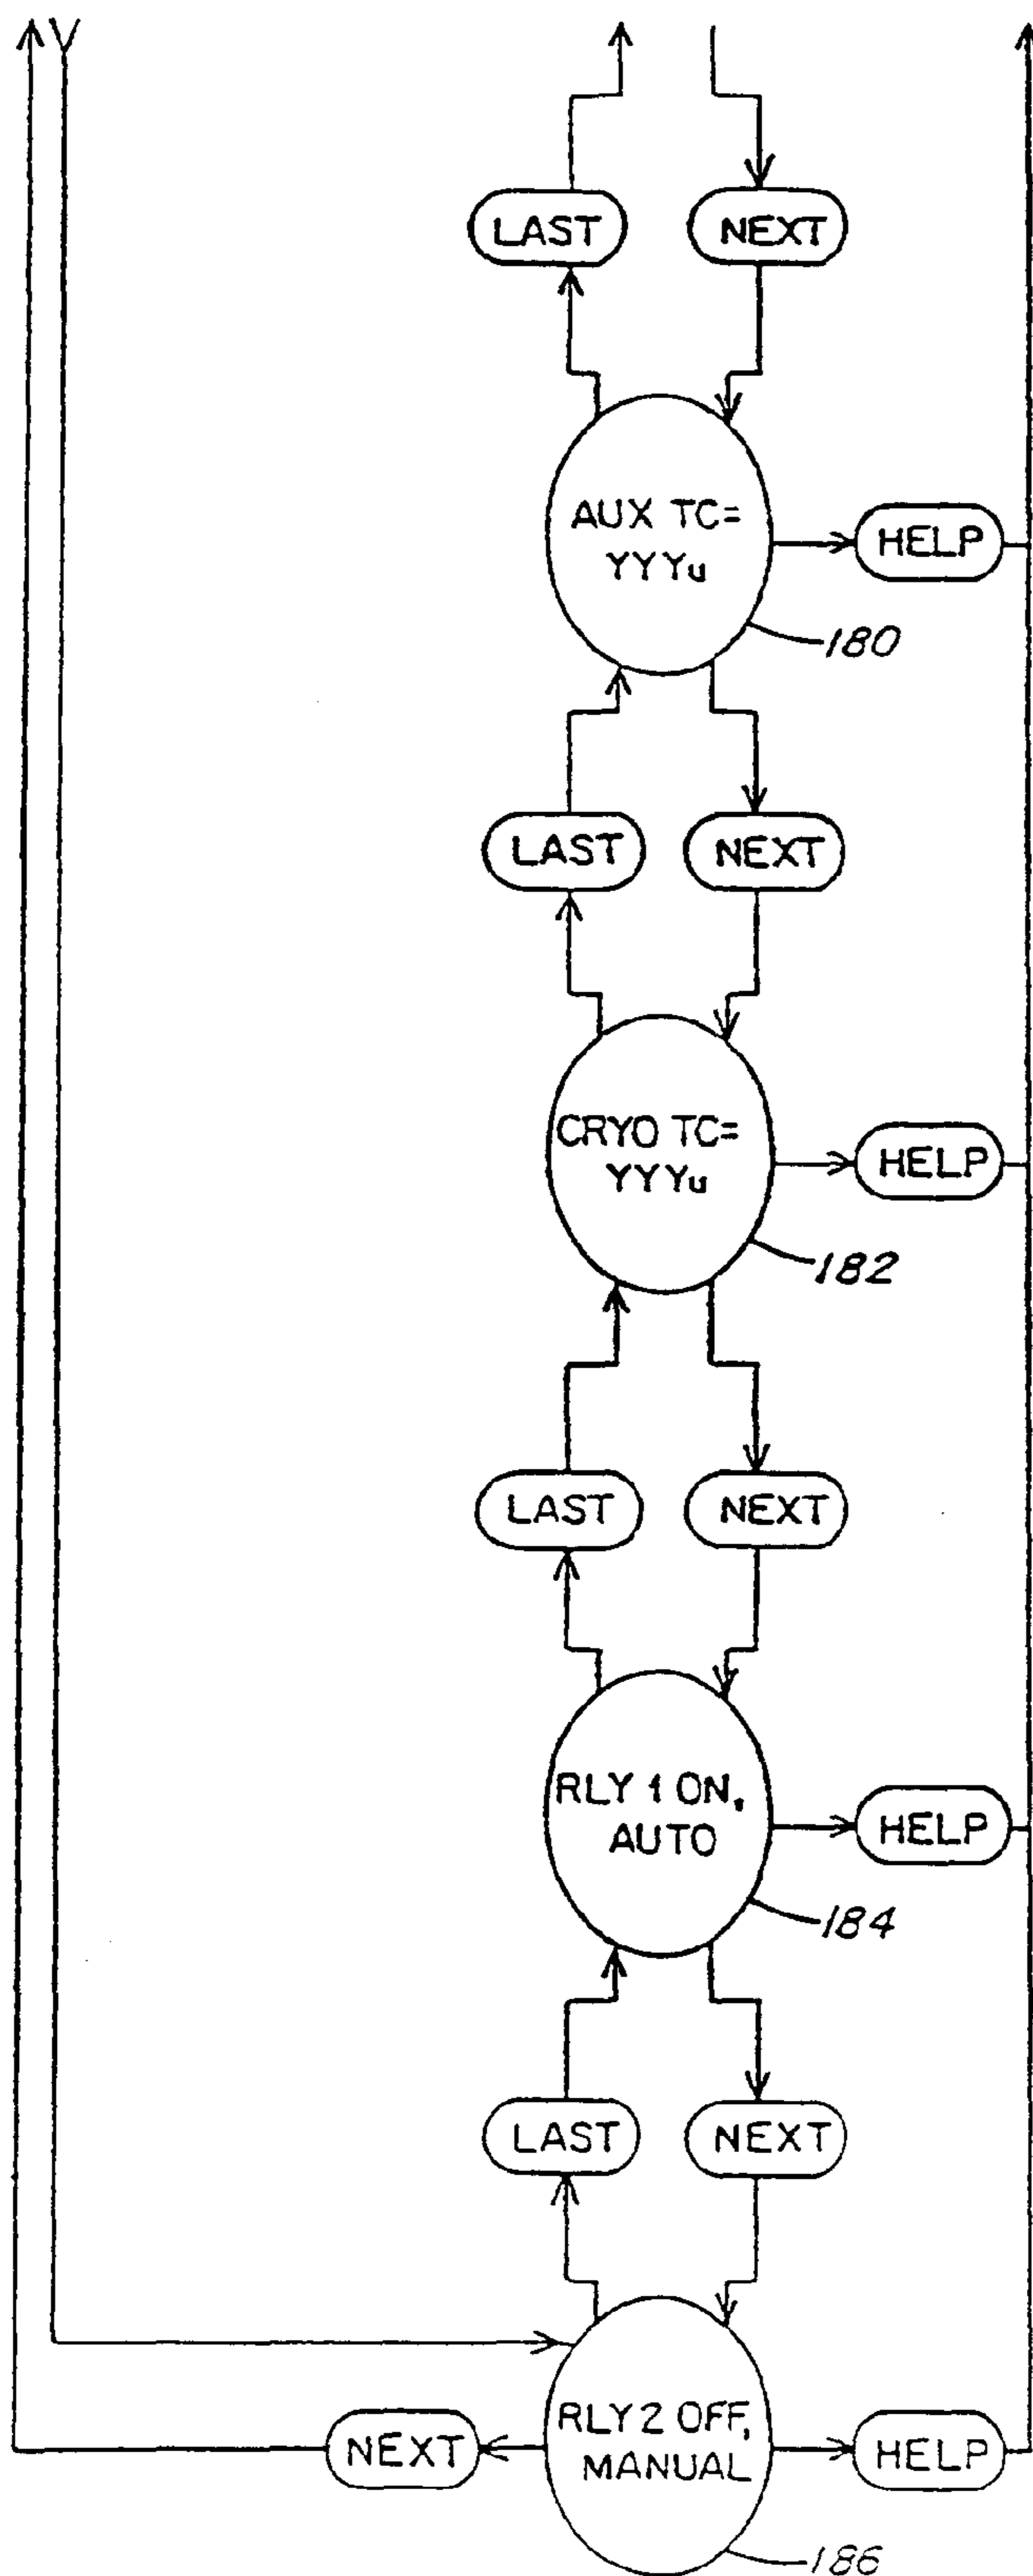 LAST
NEXT
AUX TC=
YYYu
HELP
180
LAST
NEXT
CRYO TC=
YYYu
HELP
182
LAST
NEXT
RLY 1 ON,
AUTO
HELP
184
LAST
NEXT
RLY 2 OFF,
MANUAL
NEXT
HELP
186